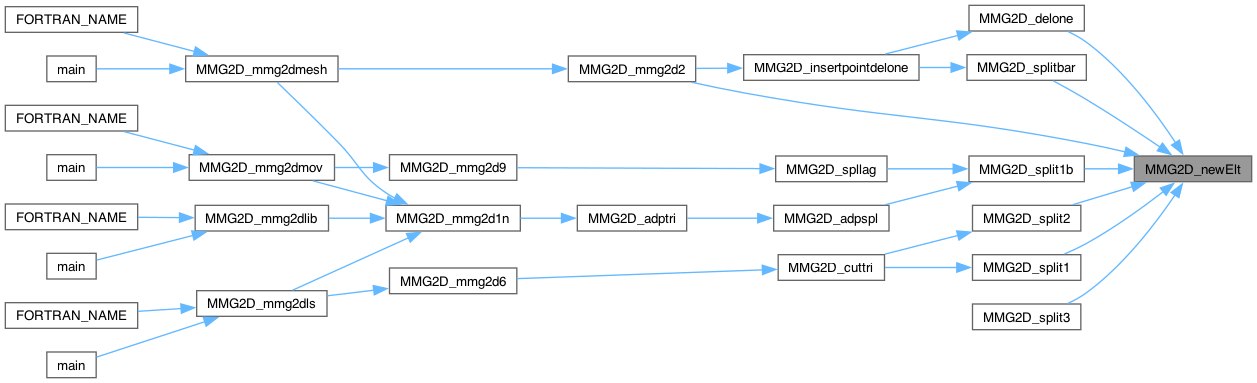 FORTRAN_NAME
main
MMG2D_mmg2dmesh
MMG2D_mmg2d2
MMG2D_insertpointdelone
MMG2D_delone
MMG2D_splitbar
FORTRAN_NAME
main
MMG2D_mmg2dmov
MMG2D_mmg2d9
MMG2D_spllag
MMG2D_split1b
MMG2D_newElt
FORTRAN_NAME
main
MMG2D_mmg2dlib
MMG2D_mmg2d1n
MMG2D_adptri
MMG2D_adpspl
MMG2D_split2
FORTRAN_NAME
main
MMG2D_mmg2dls
MMG2D_mmg2d6
MMG2D_cuttri
MMG2D_split1
MMG2D_split3